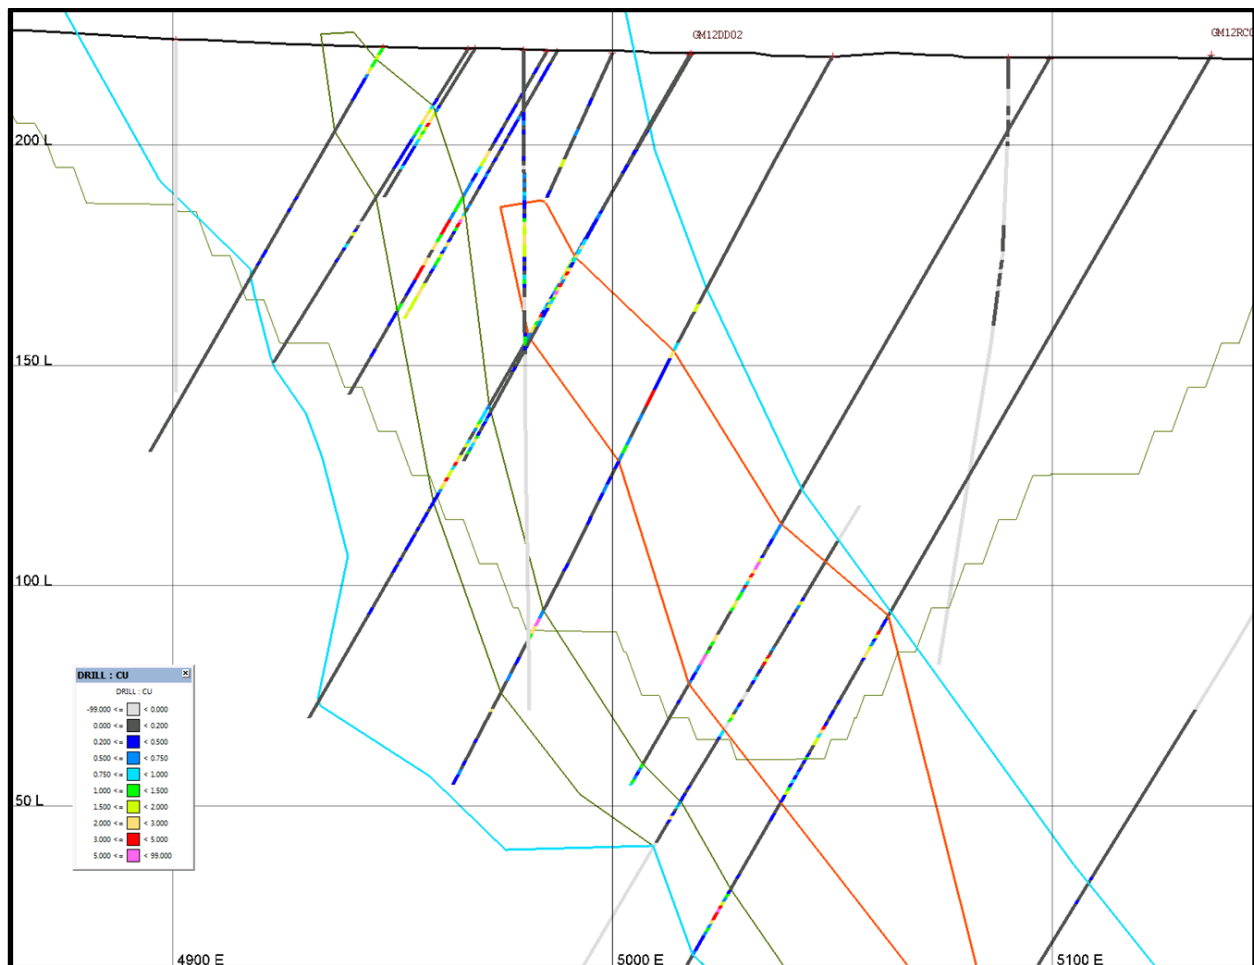 GM12DD02
GM12RC0
200 L
150 L
100 L
50 L
DRILL : CU
DRILL : CU
-99.000 <= < 0.000
0.000 <= < 0.200
0.200 <= < 0.500
0.500 <= < 0.750
0.750 <= < 1.000
1.000 <= < 1.500
1.500 <= < 2.000
2.000 <= < 3.000
3.000 <= < 5.000
5.000 <= < 99.000
4900 E
5000 E
5100 E